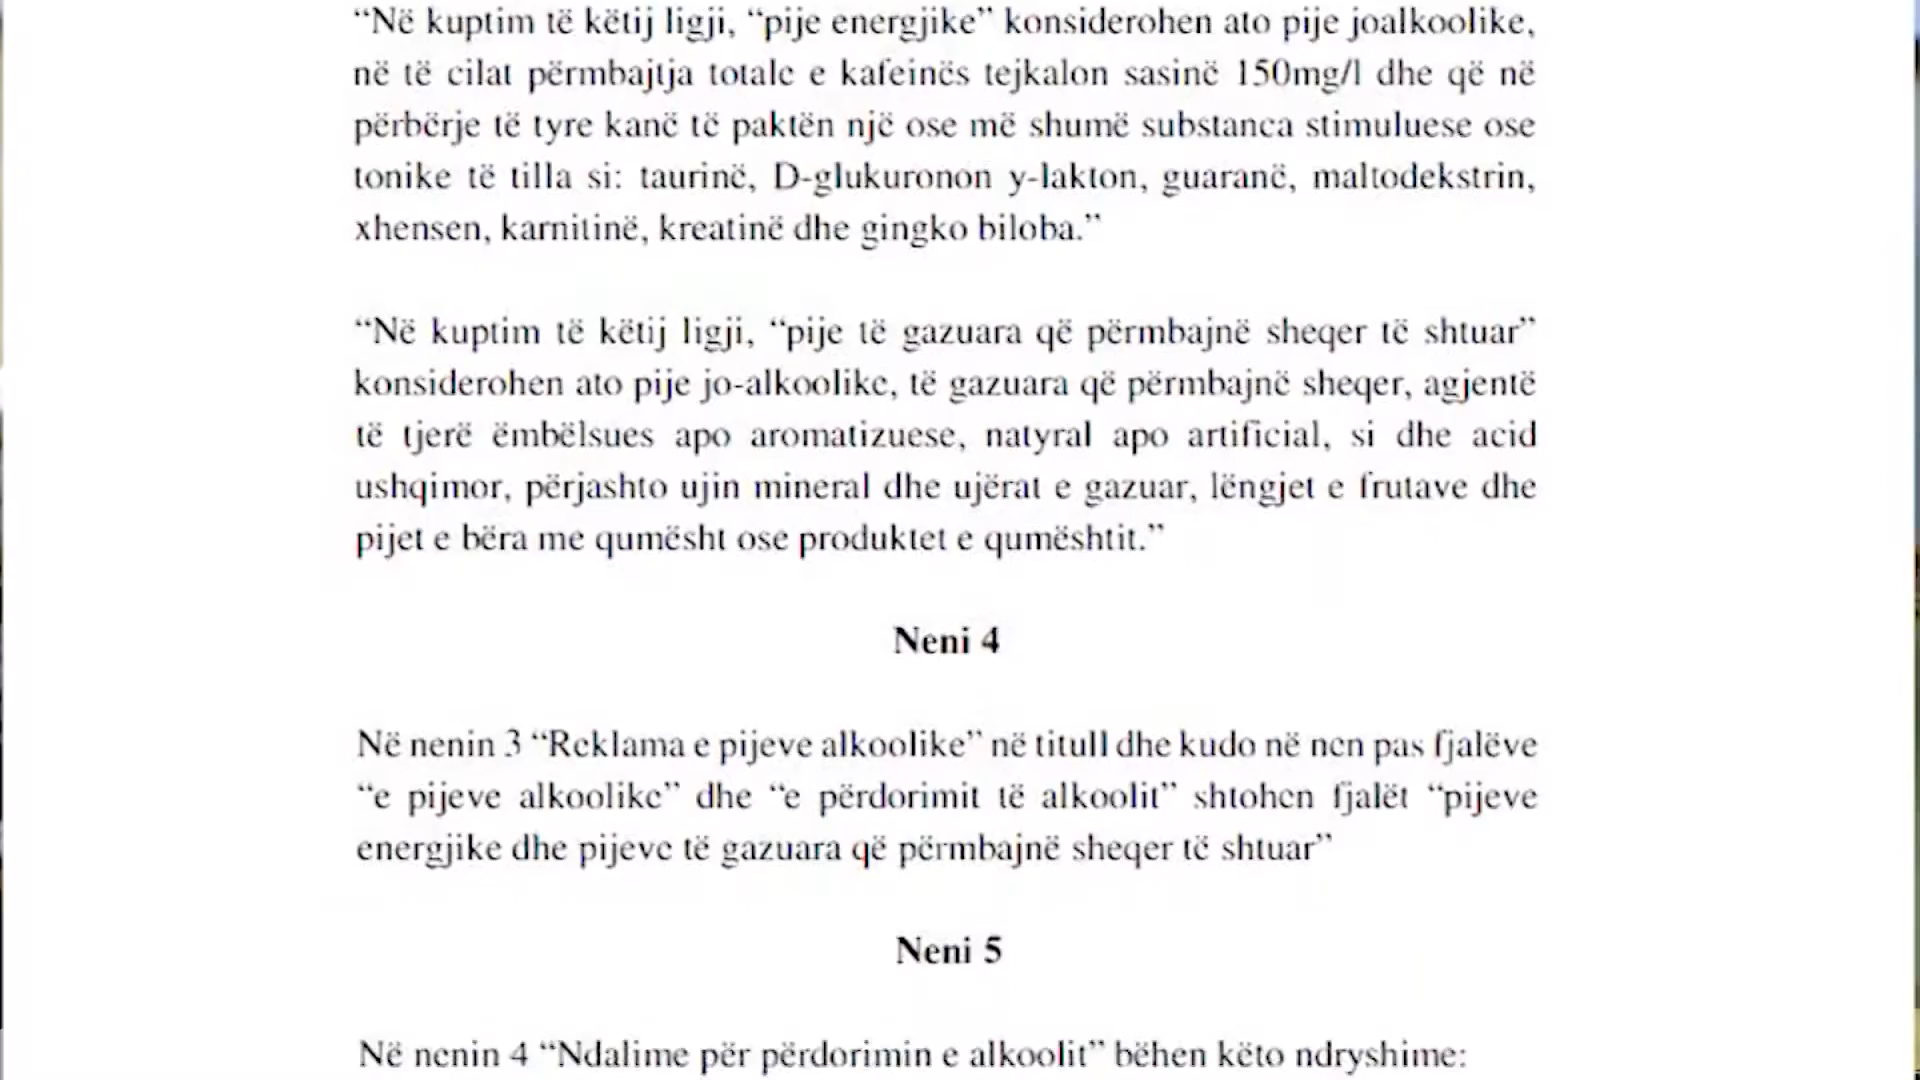 “Në kuptim të këtij ligji, “pije energjike” konsiderohen ato pije joalkoolike,
në të cilat përmbajtja totale e kafeinës tejkalon sasinë 150mg/l dhe që në
përbërje të tyre kanë të paktën një ose më shumë substanca stimuluese ose
tonike të tilla si: taurinë, D-glukuronon y-lakton, guaranë, maltodekstrin,
xhensen, karnitinë, kreatinë dhe gingko biloba.”
“Në kuptim të këtij ligji, “pije të gazuara që përmbajnë sheqer të shtuar”
konsiderohen ato pije jo-alkoolike, të gazuara që përmbajnë sheqer, agjentë
të tjerë ëmbëlsues apo aromatizuese, natyral apo artificial, si dhe acid
ushqimor, përjashto ujin mineral dhe ujërat e gazuar, lëngjet e frutave dhe
pijet e bëra me qumësht ose produktet e qumështit.”
Neni 4
Në nenin 3 “Reklama e pijeve alkoolike” në titull dhe kudo në nen pas fjalëve
“e pijeve alkoolike” dhe “e përdorimit të alkoolit” shtohen fjalët “pijeve
energjike dhe pijeve të gazuara që përmbajnë sheqer të shtuar”
Neni 5
Në nenin 4 “Ndalime për përdorimin e alkoolit” bëhen këto ndryshime: